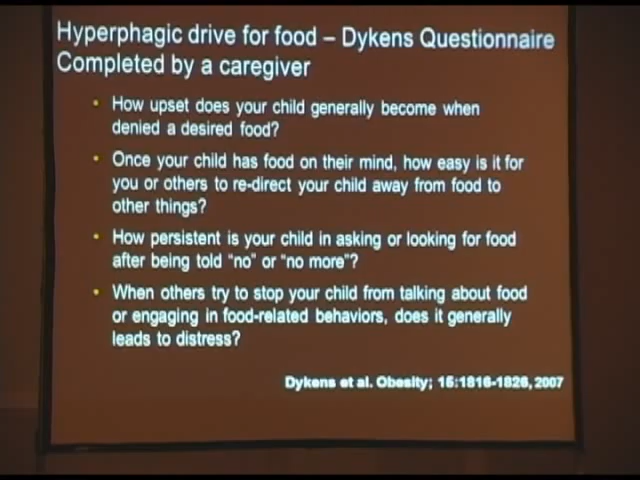 Hyperphagic drive for food – Dykens Questionnaire
Completed by a caregiver
• How upset does your child generally become when
denied a desired food?
• Once your child has food on their mind, how easy is it for
you or others to re-direct your child away from food to
other things?
• How persistent is your child in asking or looking for food
after being told "no" or "no more"?
• When others try to stop your child from talking about food
or engaging in food-related behaviors, does it generally
leads to distress?
Dykens et al. Obesity; 15:1816-1826, 2007